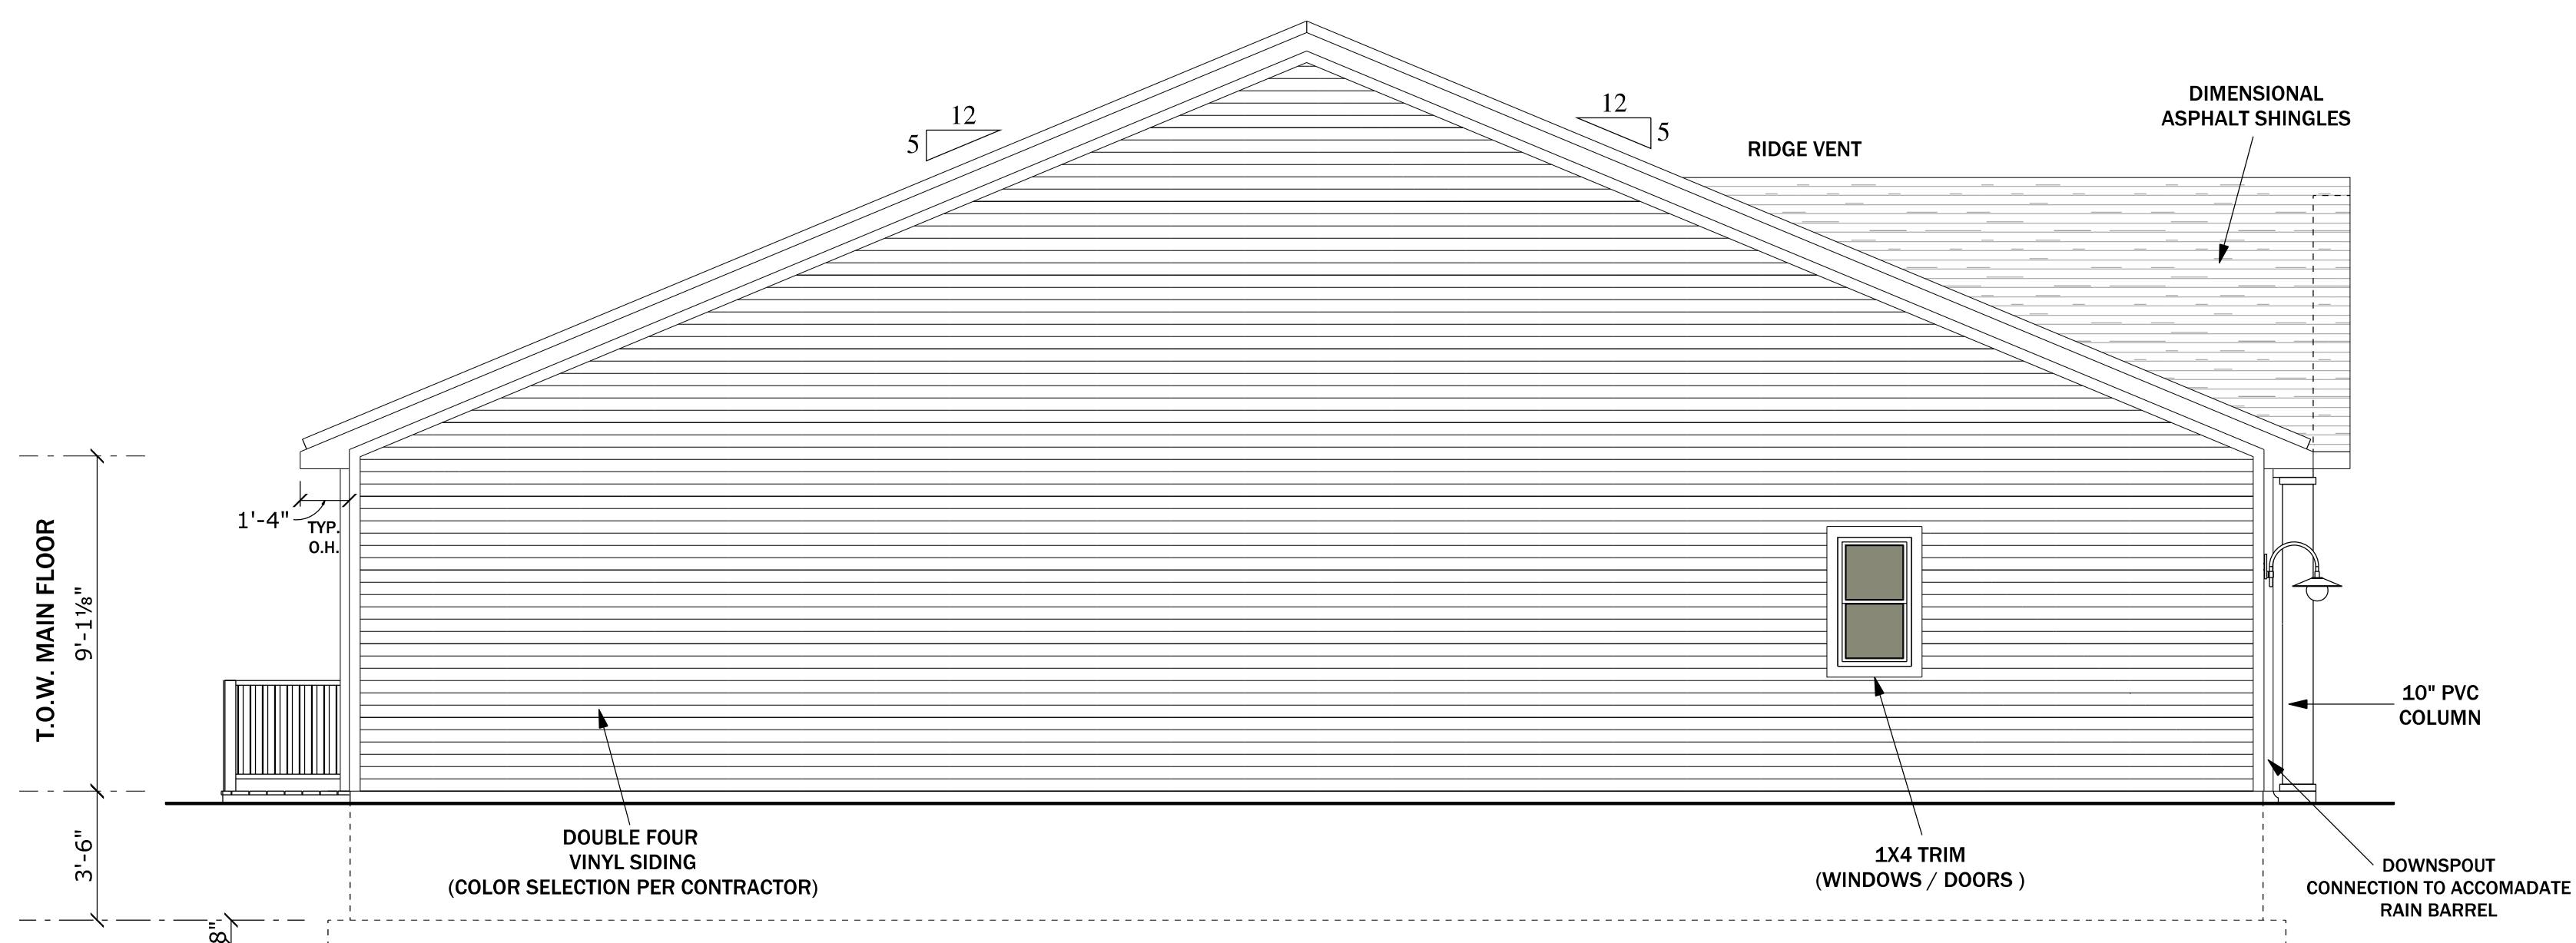 DIMENSIONAL
ASPHALT SHINGLES
12
5
12
5
RIDGE VENT
1'-4"
TYP.
O.H.
T.O.W. MAIN FLOOR
9'-1⅛"
10" PVC
COLUMN
3'-6"
DOUBLE FOUR
VINYL SIDING
(COLOR SELECTION PER CONTRACTOR)
1X4 TRIM
(WINDOWS / DOORS )
DOWNSPOUT
CONNECTION TO ACCOMADATE
RAIN BARREL
8"